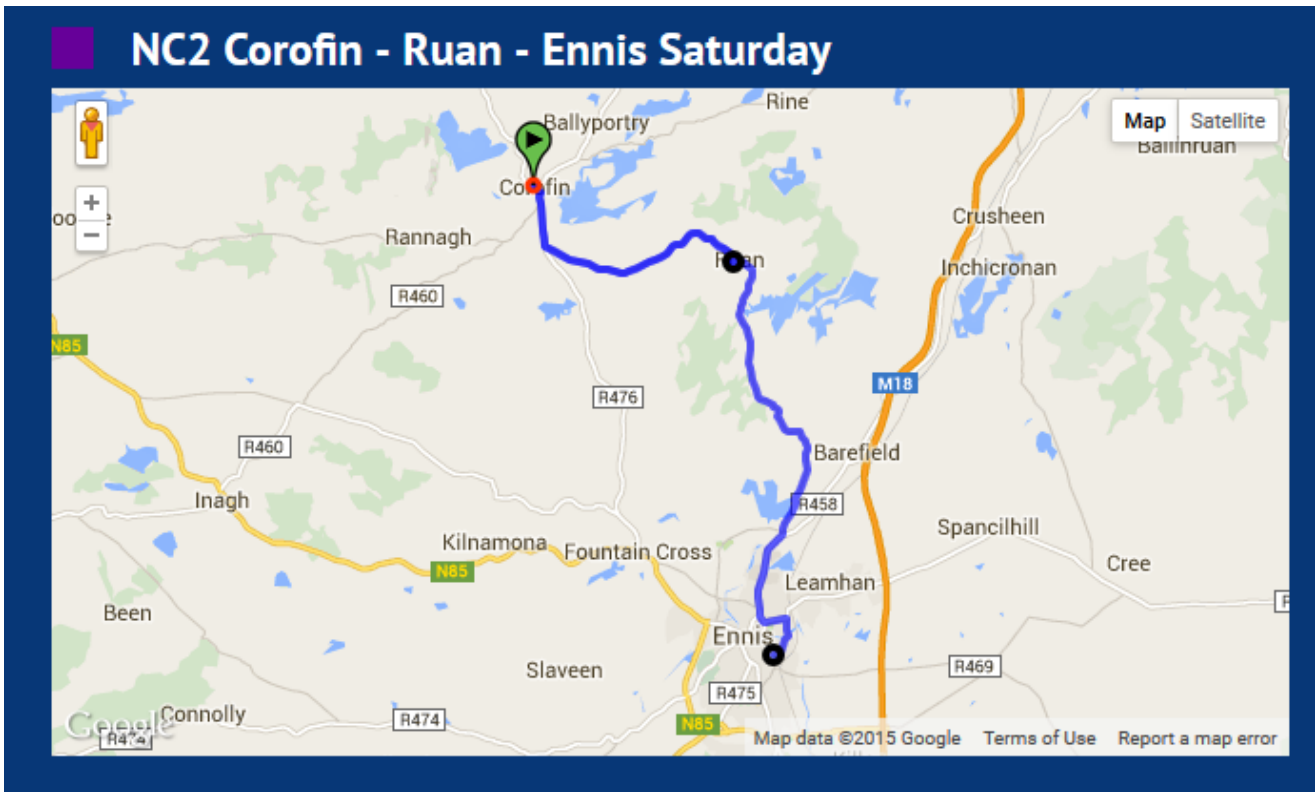 NC2 Corofin - Ruan - Ennis Saturday
Rine
Map Satellite
Ballyportry
Ballinruan
+
Corofin
−
Crusheen
Rannagh
Ruan
Inchicronan
R460
N85
M18
R476
R460
Barefield
Inagh
R458
Spancilhill
Kilnamona
Fountain Cross
N85
Cree
Leamhan
Been
Ennis
Slaveen
R469
R475
Connolly
R474
N85
Google
R474
Map data ©2015 Google Terms of Use Report a map error